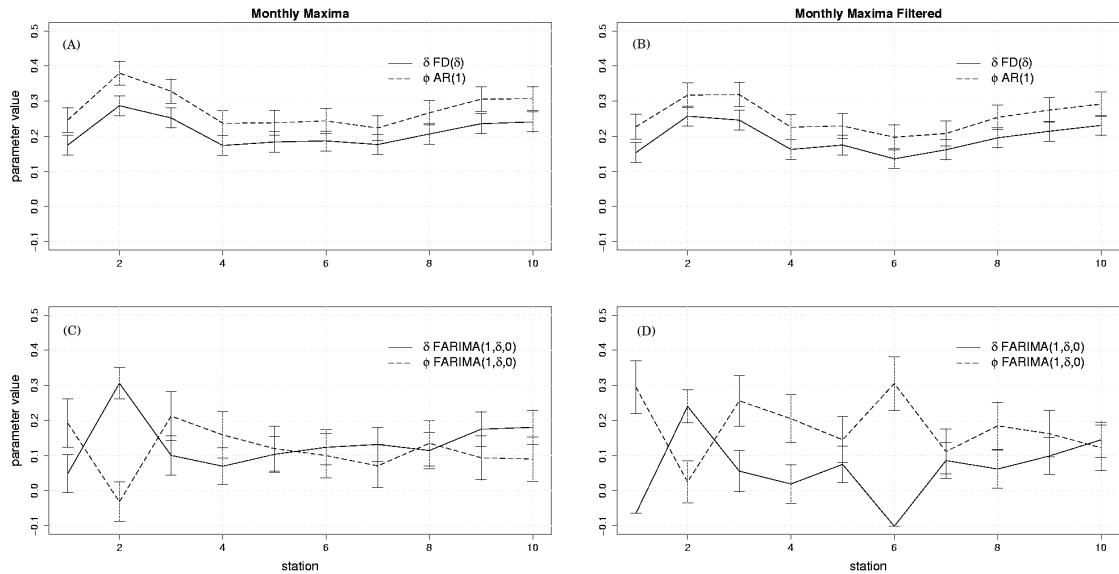 Monthly Maxima
(A)
δ FD(δ)
ϕ AR(1)
parameter value
0.5
0.4
0.3
0.2
0.1
0.0
−0.1
2
4
6
8
10
Monthly Maxima Filtered
(B)
δ FD(δ)
ϕ AR(1)
0.5
0.4
0.3
0.2
0.1
0.0
−0.1
2
4
6
8
10
(C)
δ FARIMA(1,δ,0)
ϕ FARIMA(1,δ,0)
parameter value
0.5
0.4
0.3
0.2
0.1
0.0
−0.1
2
4
6
8
10
station
(D)
δ FARIMA(1,δ,0)
ϕ FARIMA(1,δ,0)
0.5
0.4
0.3
0.2
0.1
0.0
−0.1
2
4
6
8
10
station